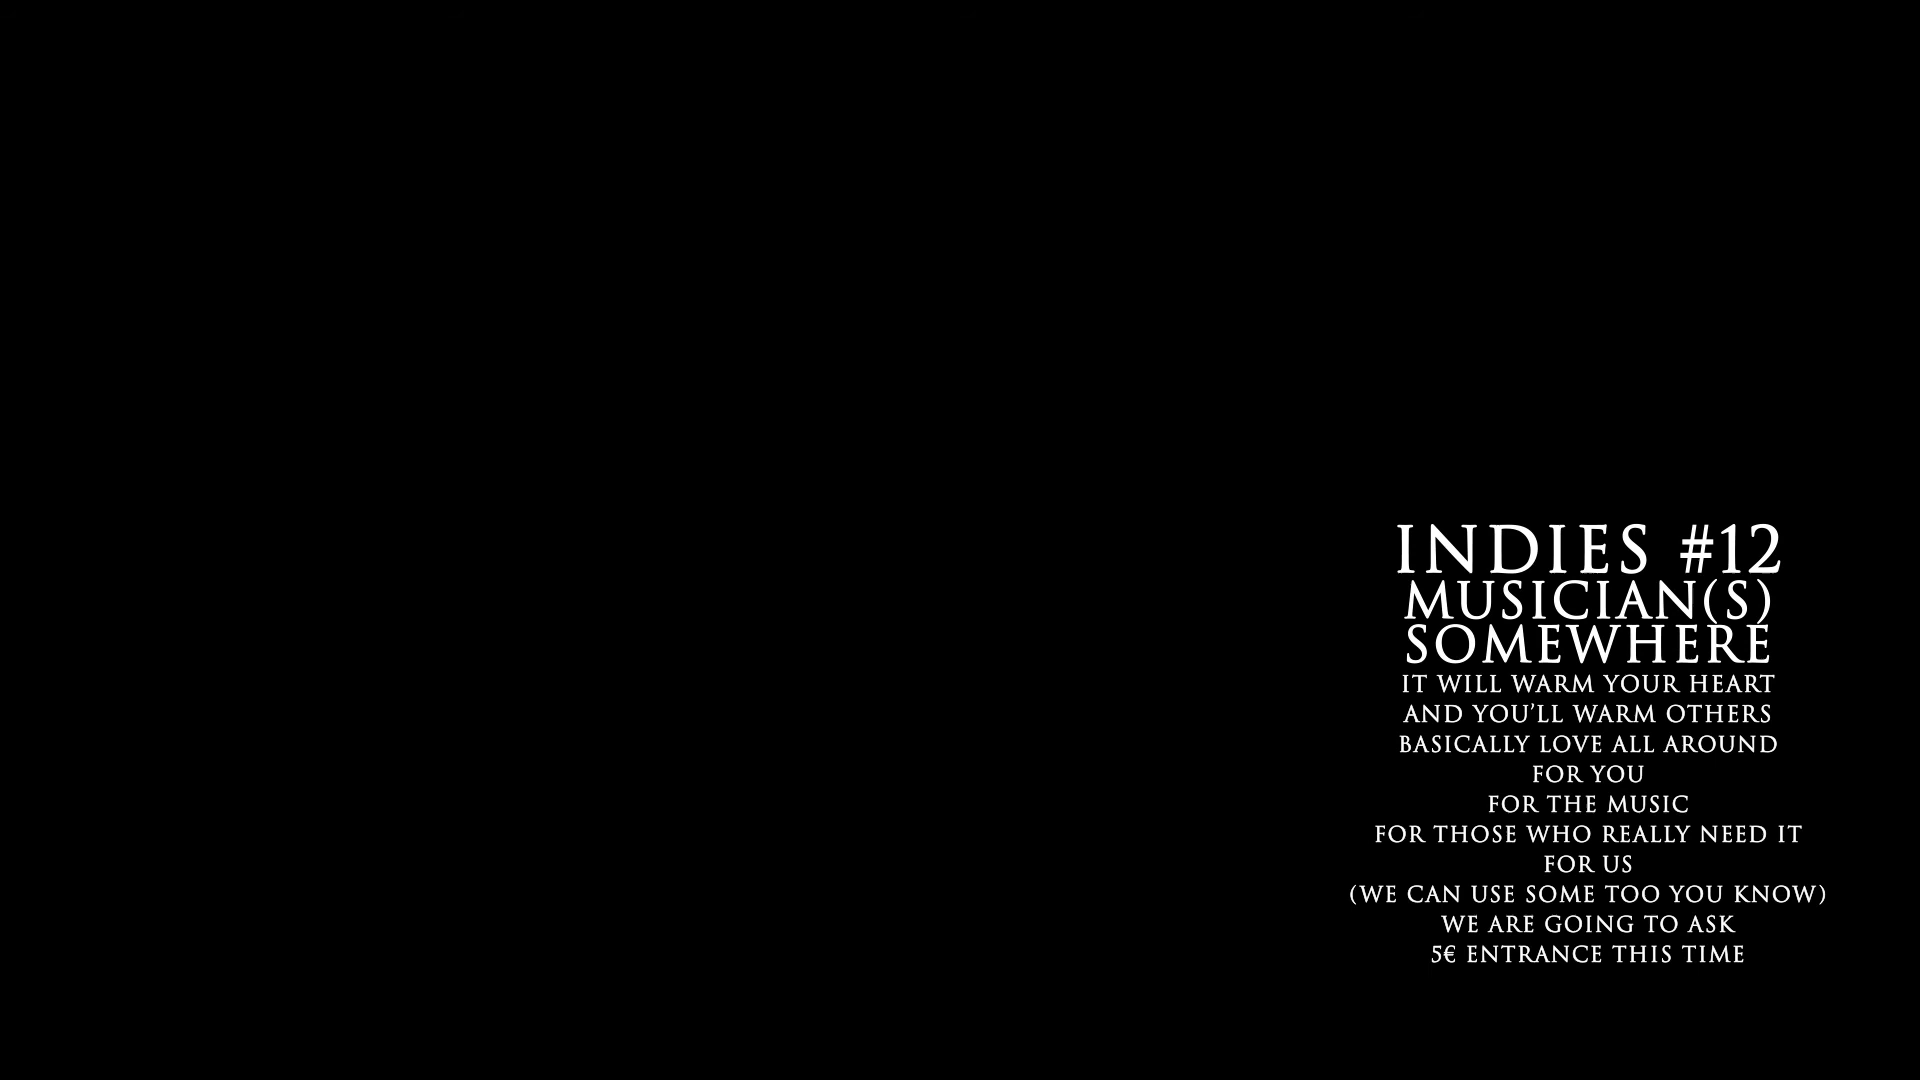 INDIES #12
MUSICIAN(S)
SOMEWHERE
IT WILL WARM YOUR HEART
AND YOU’LL WARM OTHERS
BASICALLY LOVE ALL AROUND
FOR YOU
FOR THE MUSIC
FOR THOSE WHO REALLY NEED IT
FOR US
(WE CAN USE SOME TOO YOU KNOW)
WE ARE GOING TO ASK
5€ ENTRANCE THIS TIME